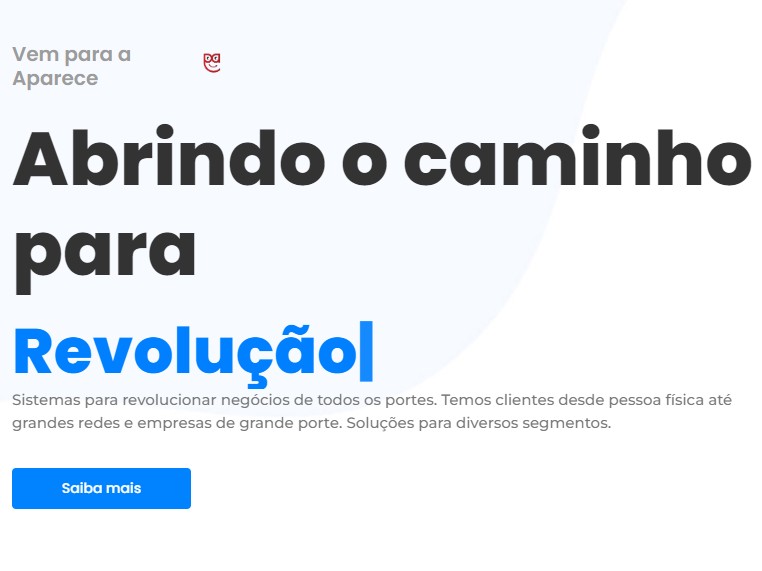 Vem para a
Aparece
Abrindo o caminho
para
Revolução|
Sistemas para revolucionar negócios de todos os portes. Temos clientes desde pessoa física até
grandes redes e empresas de grande porte. Soluções para diversos segmentos.
Saiba mais